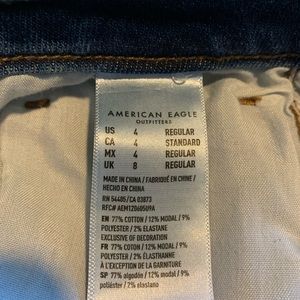 AMERICAN EAGLE
OUTFITTERS
US 4 REGULAR
CA 4 STANDARD
MX 4 REGULAR
UK 8 REGULAR
MADE IN CHINA / FABRIQUÉ EN CHINE /
HECHO EN CHINA
RN 54485/CA 03873
RFC# AEM120605U9A
EN 77% COTTON / 12% MODAL / 9%
POLYESTER / 2% ELASTANE
EXCLUSIVE OF DECORATION
FR 77% COTON / 12% MODAL / 9%
POLYESTER / 2% ÉLASTHANNE
À L'EXCEPTION DE LA GARNITURE
SP 77% algodón / 12% modal / 9%
poliéster / 2% elastano